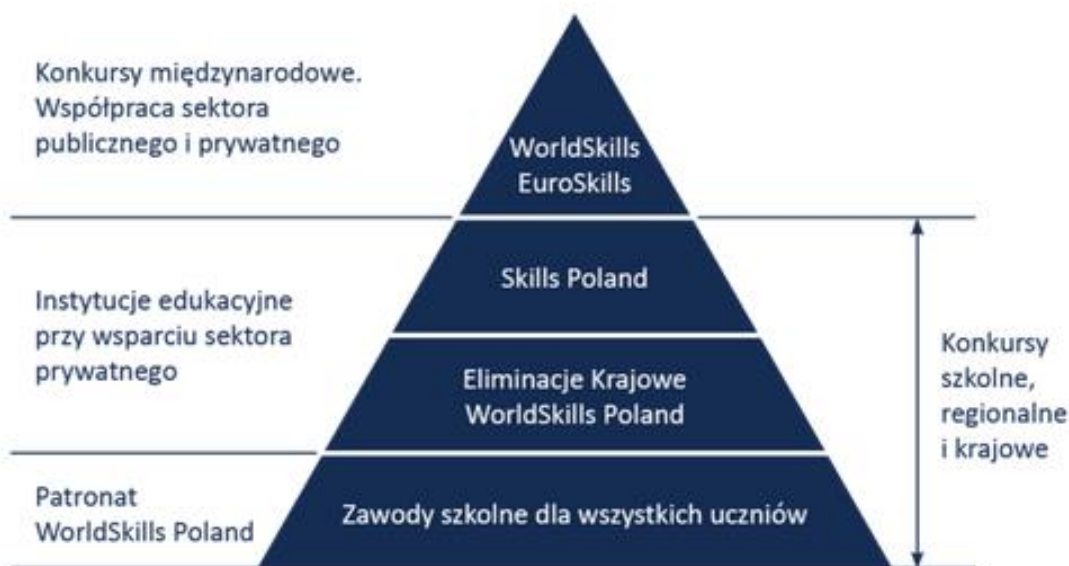 Konkursy międzynarodowe.
Współpraca sektora
publicznego i prywatnego
WorldSkills
EuroSkills
Instytucje edukacyjne
przy wsparciu sektora
prywatnego
Skills Poland
Eliminacje Krajowe
WorldSkills Poland
Konkursy
szkolne,
regionalne
i krajowe
Patronat
WorldSkills Poland
Zawody szkolne dla wszystkich uczniów